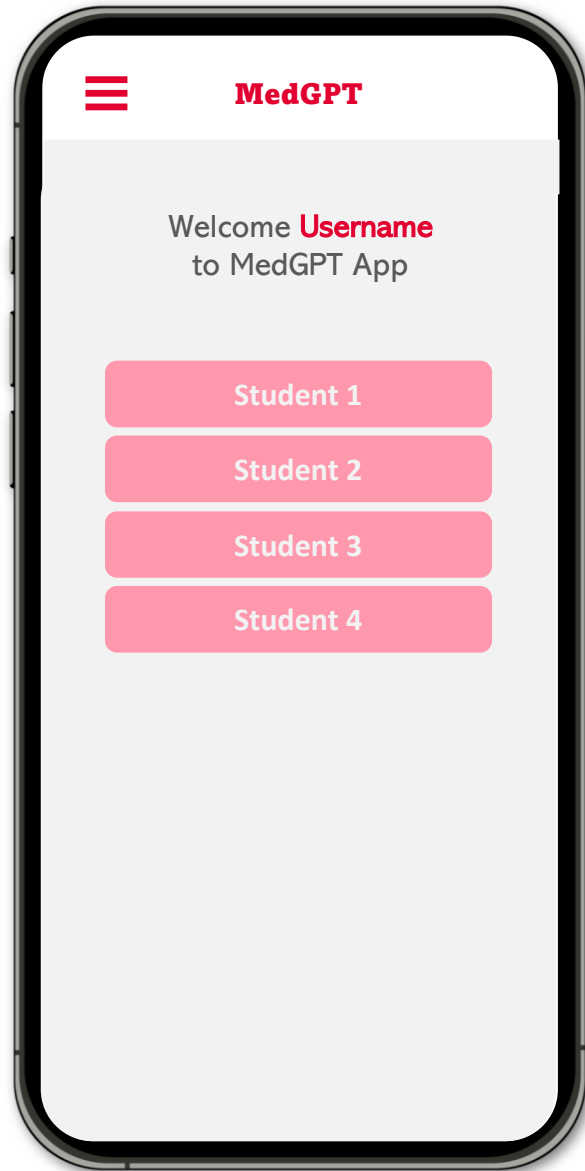 MedGPT
Welcome Username
to MedGPT App
Student 1
Student 2
Student 3
Student 4